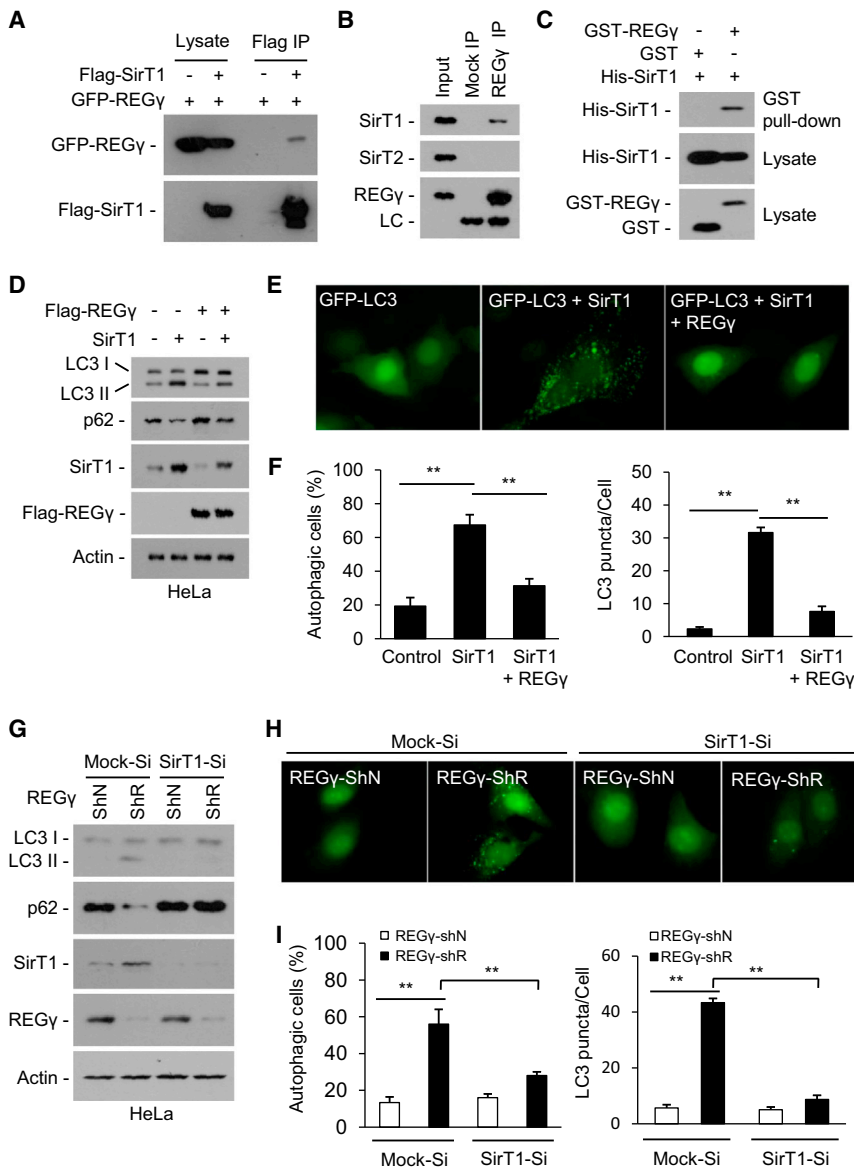 A
Lysate Flag IP
Flag-SirT1 - + - +
GFP-REGγ + + + +
GFP-REGγ -
Flag-SirT1 -
B
Input Mock IP REGγ IP
SirT1 -
SirT2 -
REGγ -
LC -
C
GST-REGγ - +
GST + -
His-SirT1 + +
His-SirT1 - GST
pull-down
His-SirT1 - Lysate
GST-REGγ - Lysate
GST -
D
Flag-REGγ - - + +
SirT1 - + - +
LC3 I
LC3 II
p62 -
SirT1 -
Flag-REGγ -
Actin -
HeLa
E
GFP-LC3 GFP-LC3 + SirT1 GFP-LC3 + SirT1
+ REGγ
F
Autophagic cells (%)
100
80
60
40
20
0
** **
Control SirT1 SirT1
+ REGγ
LC3 puncta/Cell
50
40
30
20
10
0
** **
Control SirT1 SirT1
+ REGγ
G
Mock-Si SirT1-Si
REGγ ShN ShR ShN ShR
LC3 I -
LC3 II -
p62 -
SirT1 -
REGγ -
Actin -
HeLa
H
Mock-Si SirT1-Si
REGγ-ShN REGγ-ShR REGγ-ShN REGγ-ShR
I
Autophagic cells (%)
100
80
60
40
20
0
REGγ-shN
REGγ-shR
** **
Mock-Si SirT1-Si
LC3 puncta/Cell
60
40
20
0
REGγ-shN
REGγ-shR
** **
Mock-Si SirT1-Si